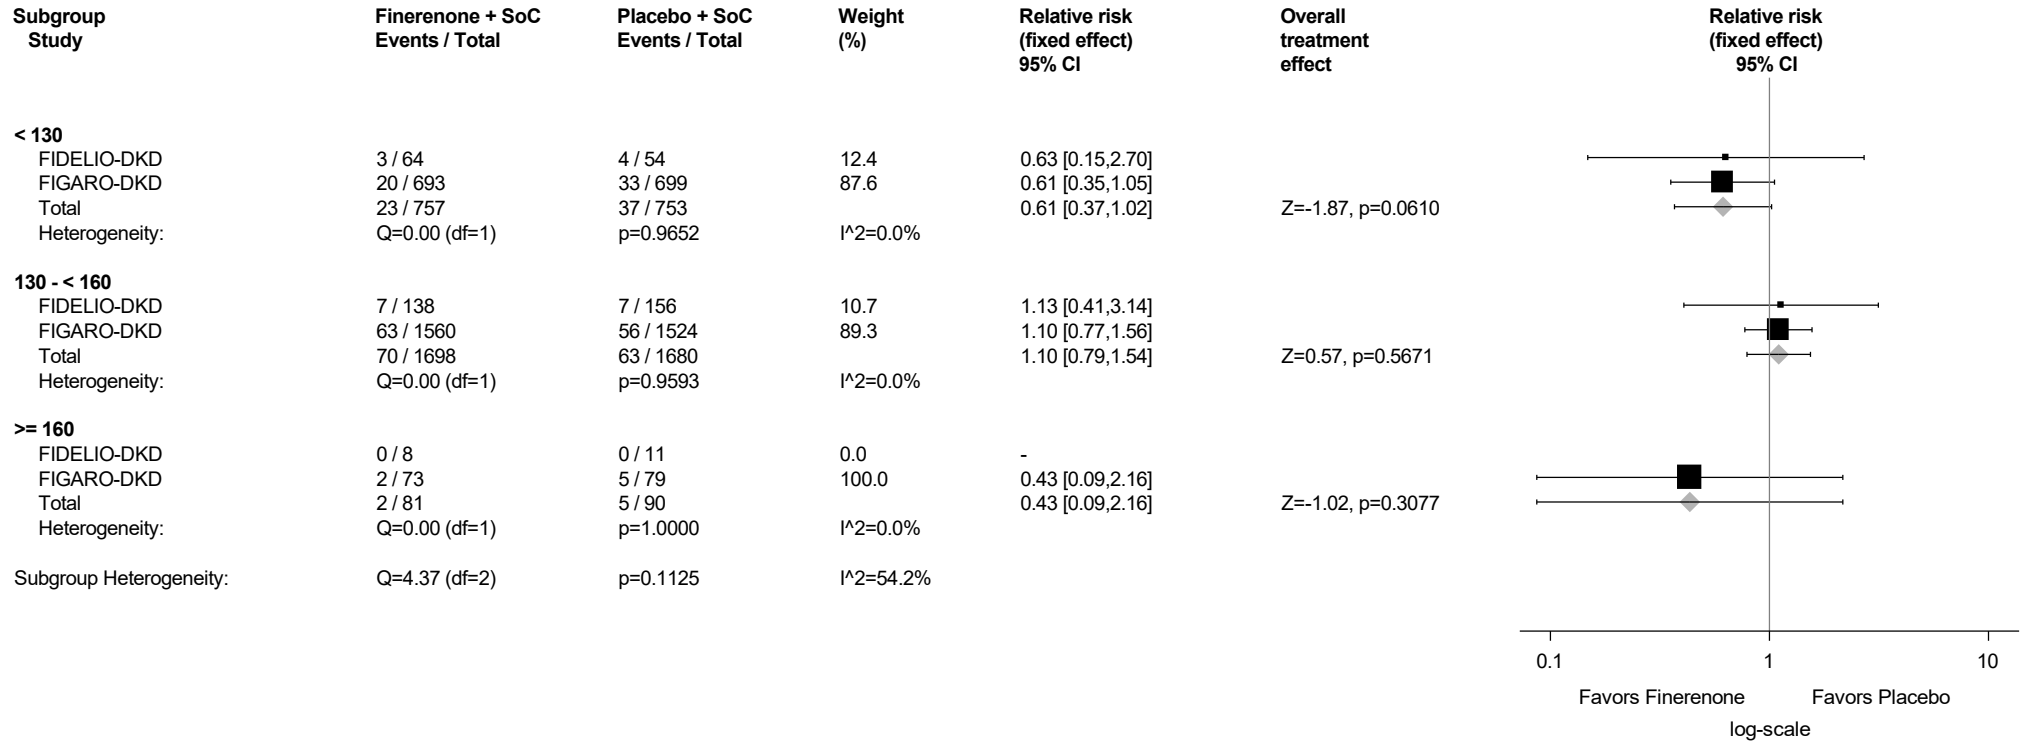 Subgroup Finerenone + SoC Placebo + SoC Weight Relative risk Overall Relative risk
Study Events / Total Events / Total (%) (fixed effect) treatment (fixed effect)
95% CI effect 95% CI
< 130
FIDELIO-DKD 3 / 64 4 / 54 12.4 0.63 [0.15,2.70]
FIGARO-DKD 20 / 693 33 / 699 87.6 0.61 [0.35,1.05]
Total 23 / 757 37 / 753 0.61 [0.37,1.02] Z=-1.87, p=0.0610
Heterogeneity: Q=0.00 (df=1) p=0.9652 I^2=0.0%
130 - < 160
FIDELIO-DKD 7 / 138 7 / 156 10.7 1.13 [0.41,3.14]
FIGARO-DKD 63 / 1560 56 / 1524 89.3 1.10 [0.77,1.56]
Total 70 / 1698 63 / 1680 1.10 [0.79,1.54] Z=0.57, p=0.5671
Heterogeneity: Q=0.00 (df=1) p=0.9593 I^2=0.0%
>= 160
FIDELIO-DKD 0 / 8 0 / 11 0.0 -
FIGARO-DKD 2 / 73 5 / 79 100.0 0.43 [0.09,2.16]
Total 2 / 81 5 / 90 0.43 [0.09,2.16] Z=-1.02, p=0.3077
Heterogeneity: Q=0.00 (df=1) p=1.0000 I^2=0.0%
Subgroup Heterogeneity: Q=4.37 (df=2) p=0.1125 I^2=54.2%
0.1 1 10
Favors Finerenone Favors Placebo
log-scale